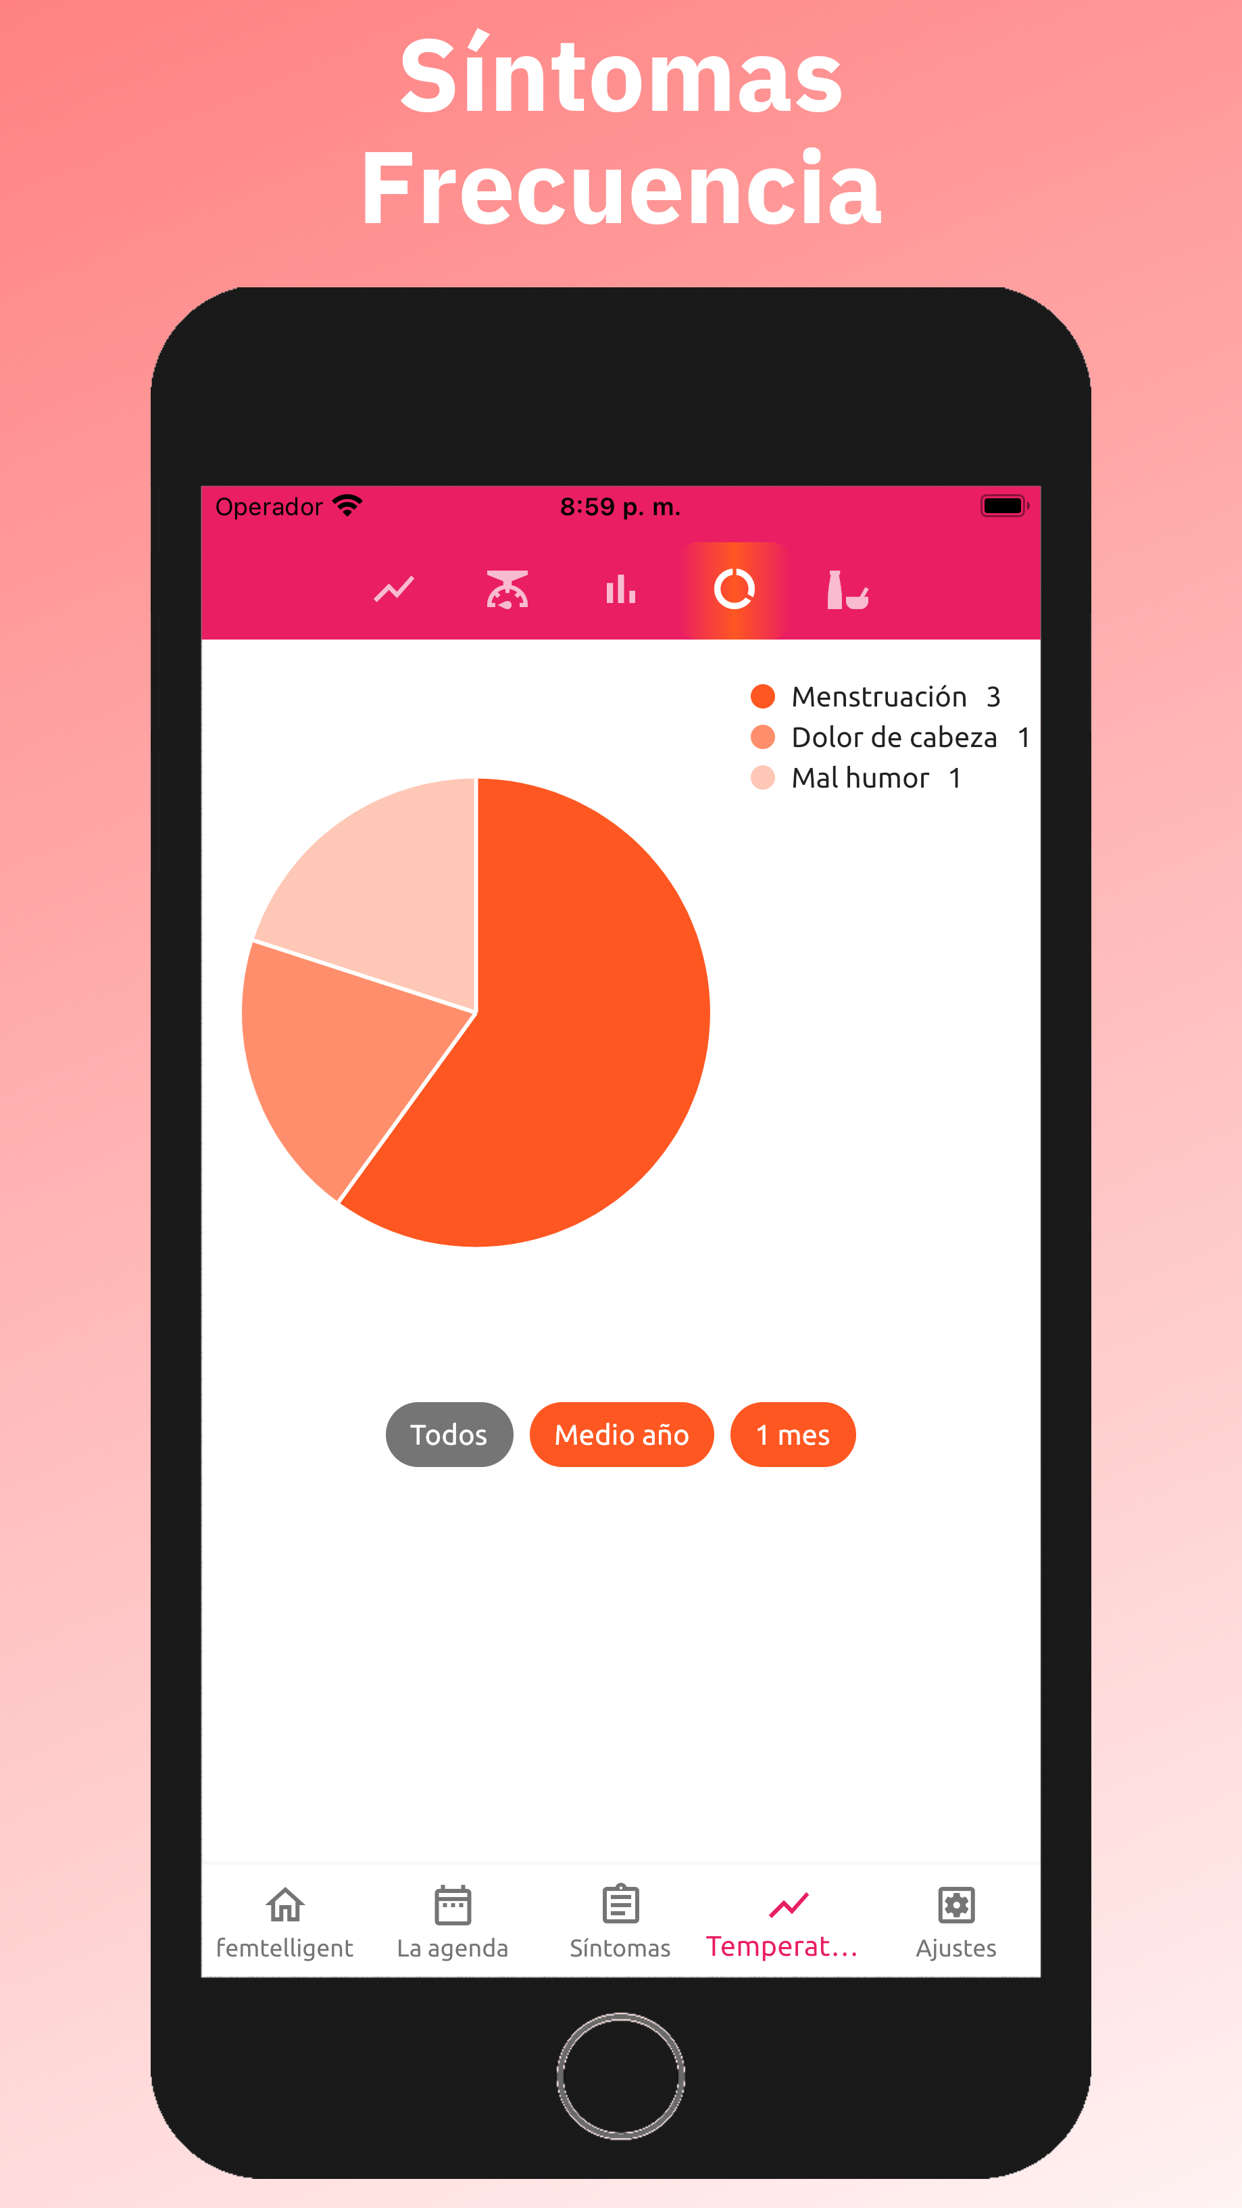 Síntomas
Frecuencia
Operador 8:59 p. m.
Menstruación 3
Dolor de cabeza 1
Mal humor 1
Todos Medio año 1 mes
femtelligent La agenda Síntomas Temperat... Ajustes